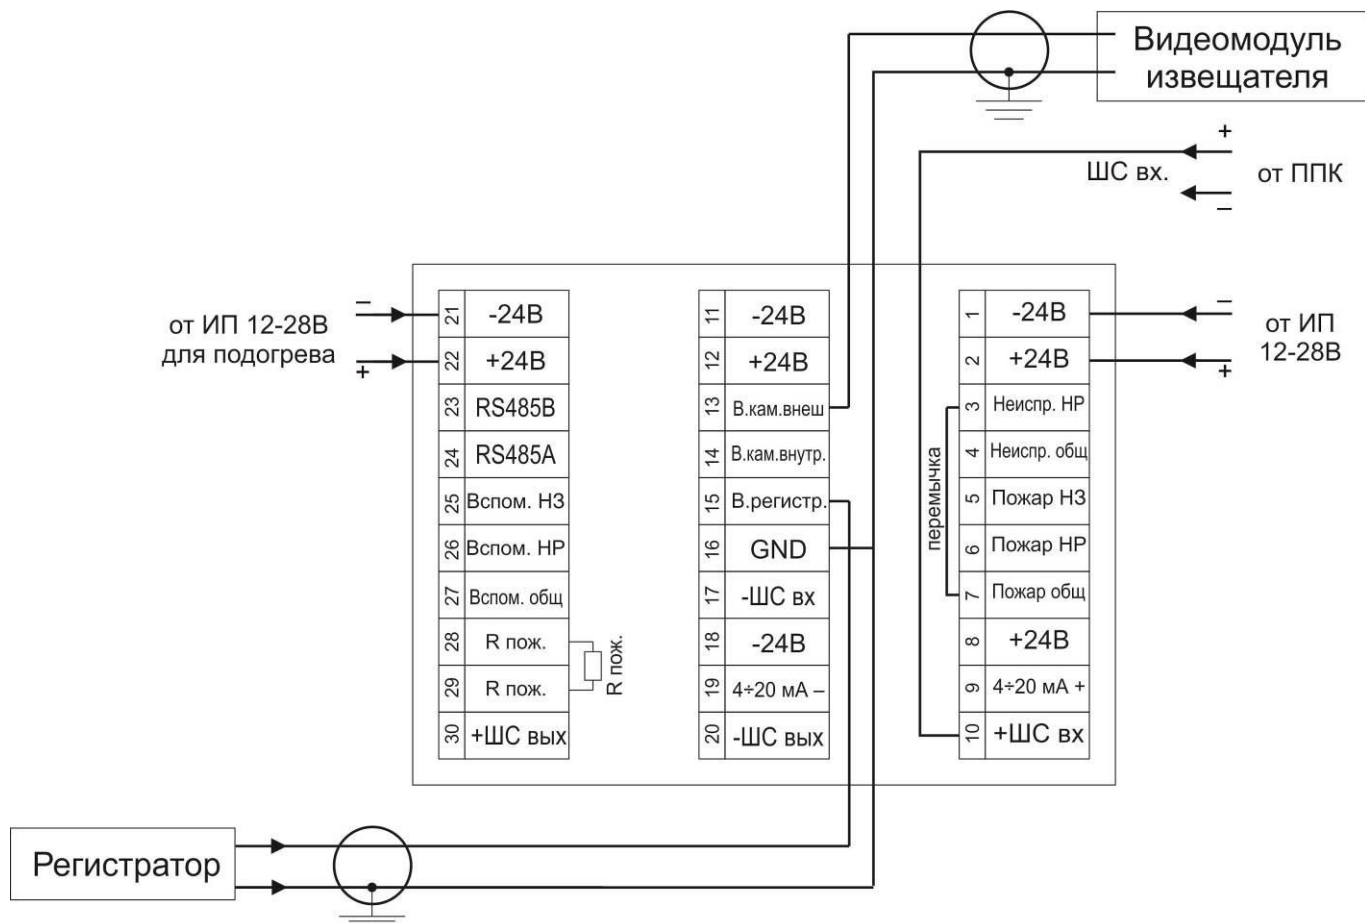 Видеомодуль
извещателя
+
ШС вх.
от ППК
–
от ИП 12-28В
для подогрева
–
+
21 -24В
22 +24В
23 RS485В
24 RS485А
25 Вспом. НЗ
26 Вспом. НР
27 Вспом. общ
28 R пож.
29 R пож.
30 +ШС вых
R пож.
11 -24В
12 +24В
13 В.кам.внеш
14 В.кам.внутр.
15 В.регистр.
16 GND
17 -ШС вх
18 -24В
19 4÷20 мА –
20 -ШС вых
перемычка
1 -24В
2 +24В
3 Неиспр. НР
4 Неиспр. общ
5 Пожар НЗ
6 Пожар НР
7 Пожар общ
8 +24В
9 4÷20 мА +
10 +ШС вх
–
от ИП
12-28В
+
Регистратор